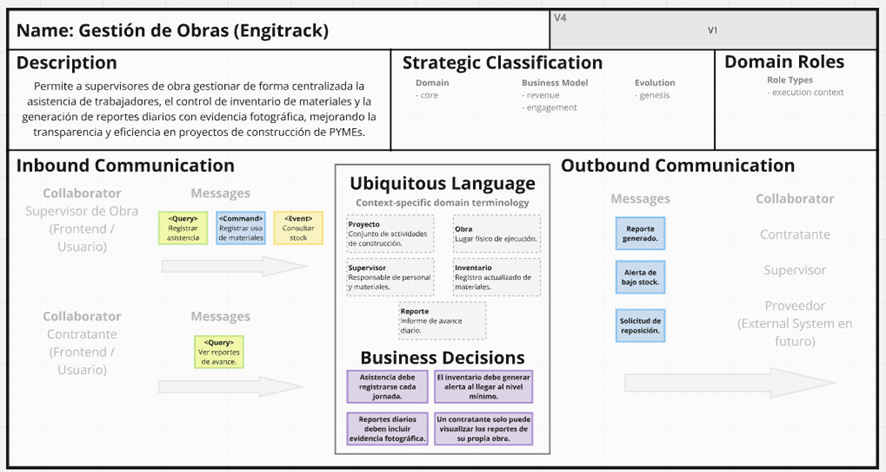 Name: Gestión de Obras (Engitrack)
V4
V1
Description
Permite a supervisores de obra gestionar de forma centralizada la
asistencia de trabajadores, el control de inventario de materiales y la
generación de reportes diarios con evidencia fotográfica, mejorando la
transparencia y eficiencia en proyectos de construcción de PYMEs.
Strategic Classification
Domain
- core
Business Model
- revenue
- engagement
Evolution
- genesis
Domain Roles
Role Types
- execution context
Inbound Communication
Collaborator
Supervisor de Obra
(Frontend /
Usuario)
Messages
<Query>
Registrar
asistencia
<Command>
Registrar uso
de materiales
<Event>
Consultar
stock
Collaborator
Contratante
(Frontend /
Usuario)
Messages
<Query>
Ver reportes
de avance.
Ubiquitous Language
Context-specific domain terminology
Proyecto
Conjunto de actividades
de construcción.
Obra
Lugar físico de ejecución.
Supervisor
Responsable de personal
y materiales.
Inventario
Registro actualizado de
materiales.
Reporte
Informe de avance
diario.
Business Decisions
Asistencia debe
registrarse cada
jornada.
El inventario debe generar
alerta al llegar al nivel
mínimo.
Reportes diarios
deben incluir
evidencia fotográfica.
Un contratante solo puede
visualizar los reportes de
su propia obra.
Outbound Communication
Messages
Reporte
generado.
Alerta de
bajo stock.
Solicitud de
reposición.
Collaborator
Contratante
Supervisor
Proveedor
(External System en
futuro)